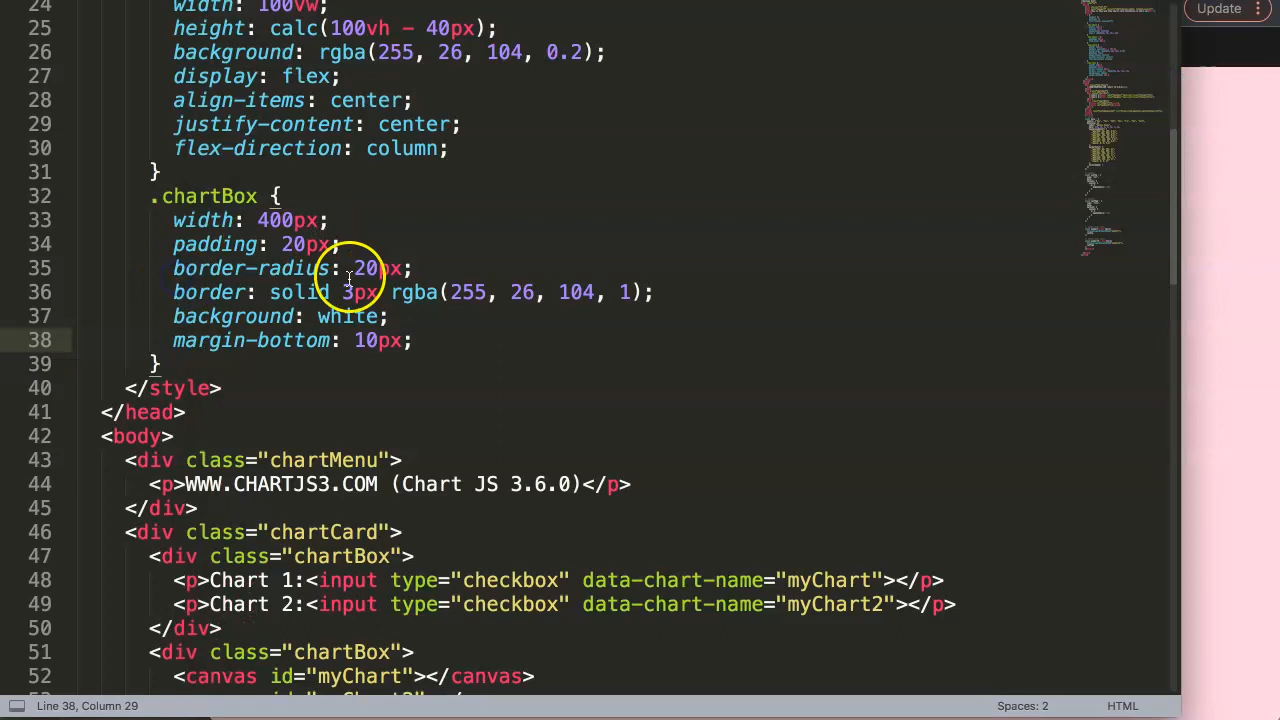 Update
24 width: 100vw;
25 height: calc(100vh - 40px);
26 background: rgba(255, 26, 104, 0.2);
27 display: flex;
28 align-items: center;
29 justify-content: center;
30 flex-direction: column;
31 }
32 .chartBox {
33 width: 400px;
34 padding: 20px;
35 border-radius: 20px;
36 border: solid 3px rgba(255, 26, 104, 1);
37 background: white;
38 margin-bottom: 10px;
39 }
40 </style>
41 </head>
42 <body>
43 <div class="chartMenu">
44 <p>WWW.CHARTJS3.COM (Chart JS 3.6.0)</p>
45 </div>
46 <div class="chartCard">
47 <div class="chartBox">
48 <p>Chart 1:<input type="checkbox" data-chart-name="myChart"></p>
49 <p>Chart 2:<input type="checkbox" data-chart-name="myChart2"></p>
50 </div>
51 <div class="chartBox">
52 <canvas id="myChart"></canvas>
Line 38, Column 29 Spaces: 2 HTML